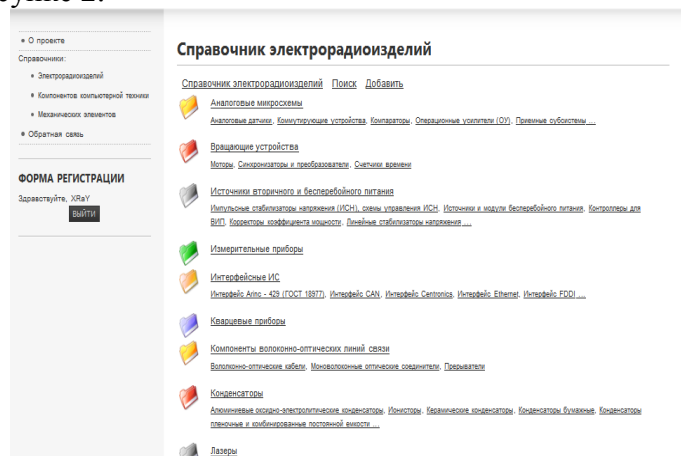 • О проекте
Справочники:
• Электрорадиоизделий
• Компонентов компьютерной техники
• Механических элементов
• Обратная связь
ФОРМА РЕГИСТРАЦИИ
Здравствуйте, XRaY
ВЫЙТИ
Справочник электрорадиоизделий
Справочник электрорадиоизделий Поиск Добавить
Аналоговые микросхемы
Аналоговые датчики, Коммутирующие устройства, Компараторы, Операционные усилители (ОУ), Приемные субсистемы ...
Вращающие устройства
Моторы, Синхронизаторы и преобразователи, Счетчики времени
Источники вторичного и бесперебойного питания
Импульсные стабилизаторы напряжения (ИСН), схемы управления ИСН, Источники и модули бесперебойного питания, Контроллеры для
ВИП, Корректоры коэффициента мощности, Линейные стабилизаторы напряжения ...
Измерительные приборы
Интерфейсные ИС
Интерфейс Arinc - 429 (ГОСТ 18977), Интерфейс CAN, Интерфейс Centronics, Интерфейс Ethernet, Интерфейс FDDI ...
Кварцевые приборы
Компоненты волоконно-оптических линий связи
Волоконно-оптические кабели, Моноволоконные оптические соединители, Прерыватели
Конденсаторы
Алюминиевые оксидно-электролитические конденсаторы, Ионисторы, Керамические конденсаторы, Конденсаторы бумажные, Конденсаторы
пленочные и комбинированные постоянной емкости ...
Лазеры